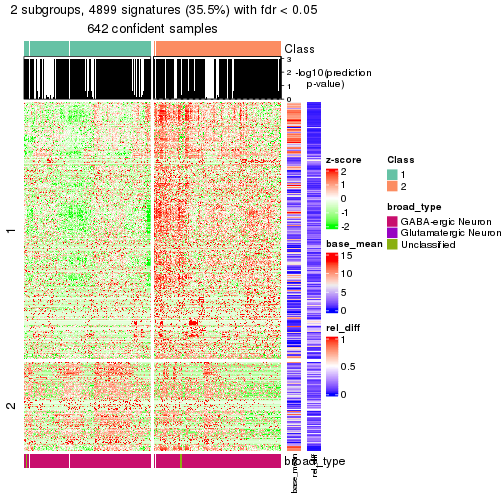 2 subgroups, 4899 signatures (35.5%) with fdr < 0.05
642 confident samples
Class
3
2
1
0
-log10(prediction
p-value)
1
2
z-score
2
1
0
-1
-2
base_mean
15
10
5
0
rel_diff
1
0.5
0
Class
1
2
broad_type
GABA-ergic Neuron
Glutamatergic Neuron
Unclassified
broad_type
base_mean
rel_diff